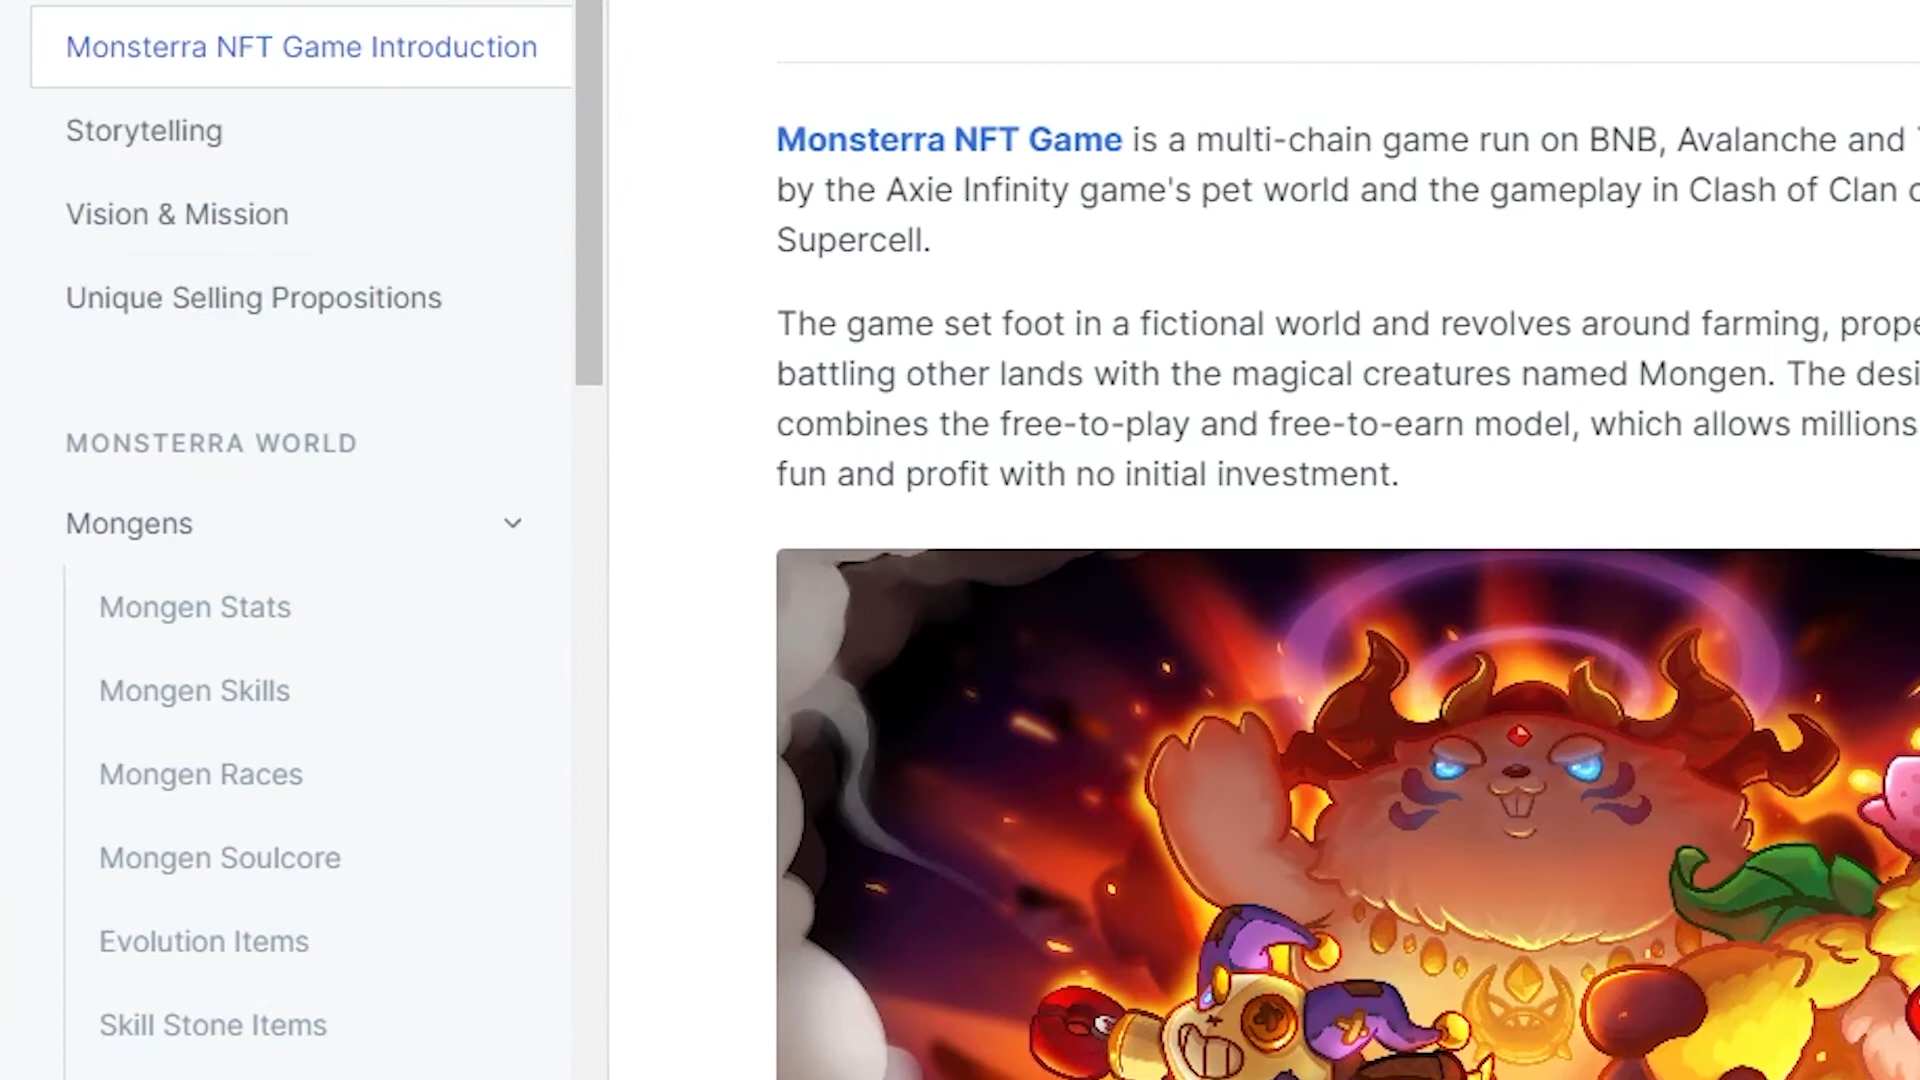 Monsterra NFT Game Introduction
Storytelling
Vision & Mission
Unique Selling Propositions
MONSTERRA WORLD
Mongens
Mongen Stats
Mongen Skills
Mongen Races
Mongen Soulcore
Evolution Items
Skill Stone Items
Monsterra NFT Game is a multi-chain game run on BNB, Avalanche and
by the Axie Infinity game's pet world and the gameplay in Clash of Clan
Supercell.
The game set foot in a fictional world and revolves around farming,
battling other lands with the magical creatures named Mongen. The
combines the free-to-play and free-to-earn model, which allows millions
fun and profit with no initial investment.